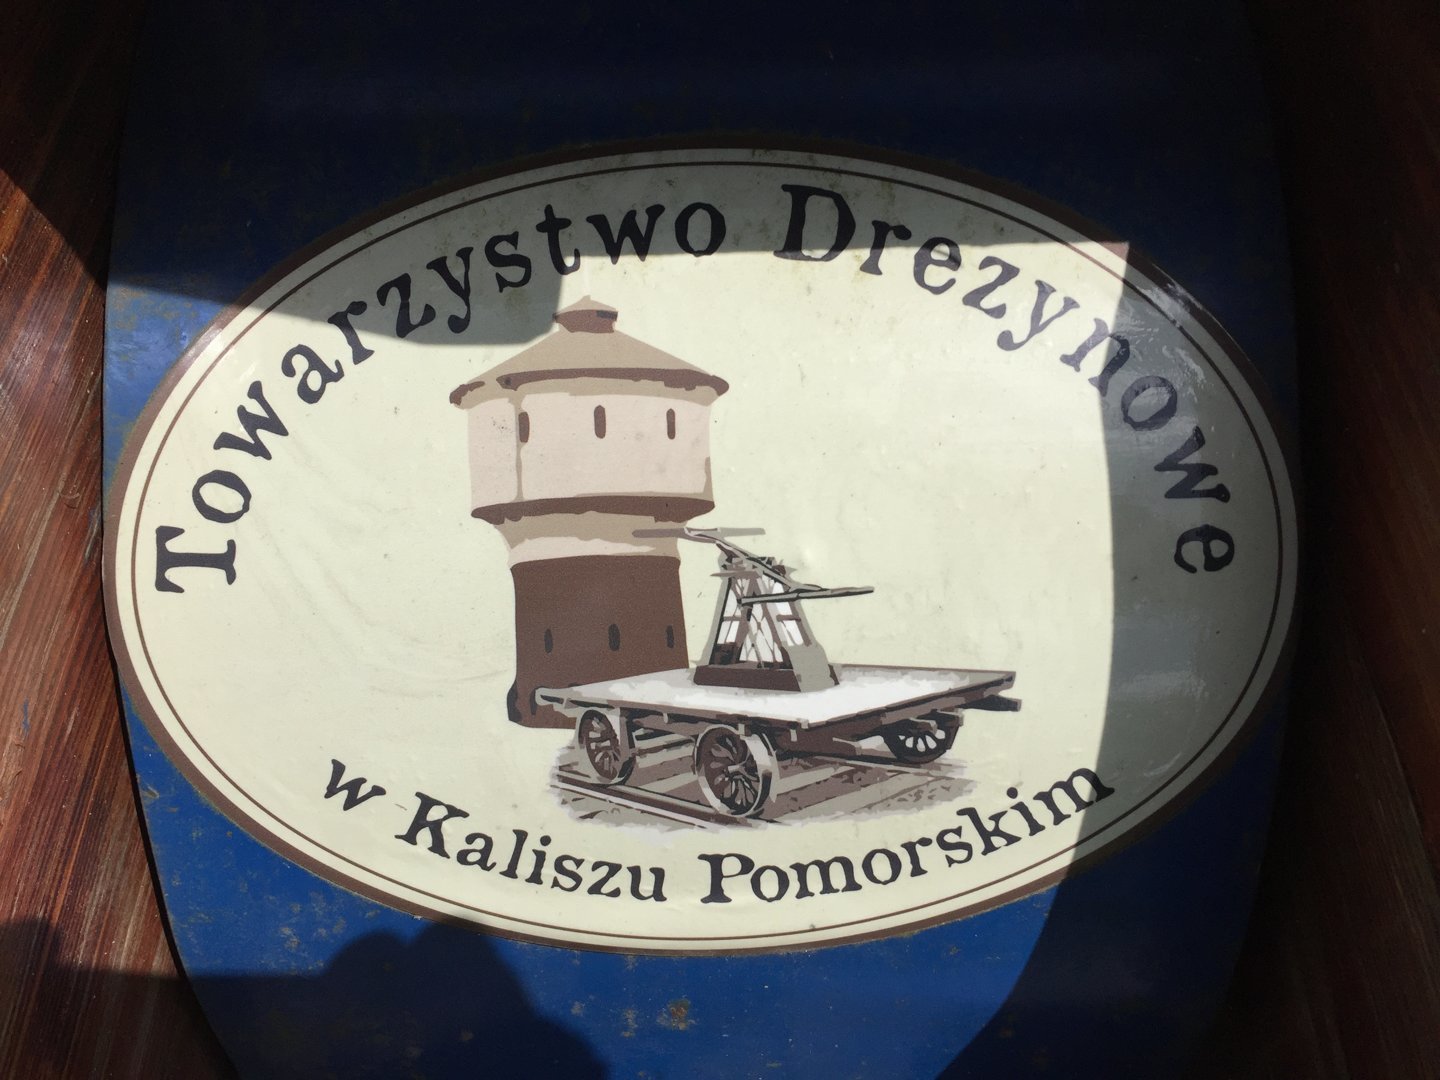 Towarzystwo Drezynowe
w Kaliszu Pomorskim